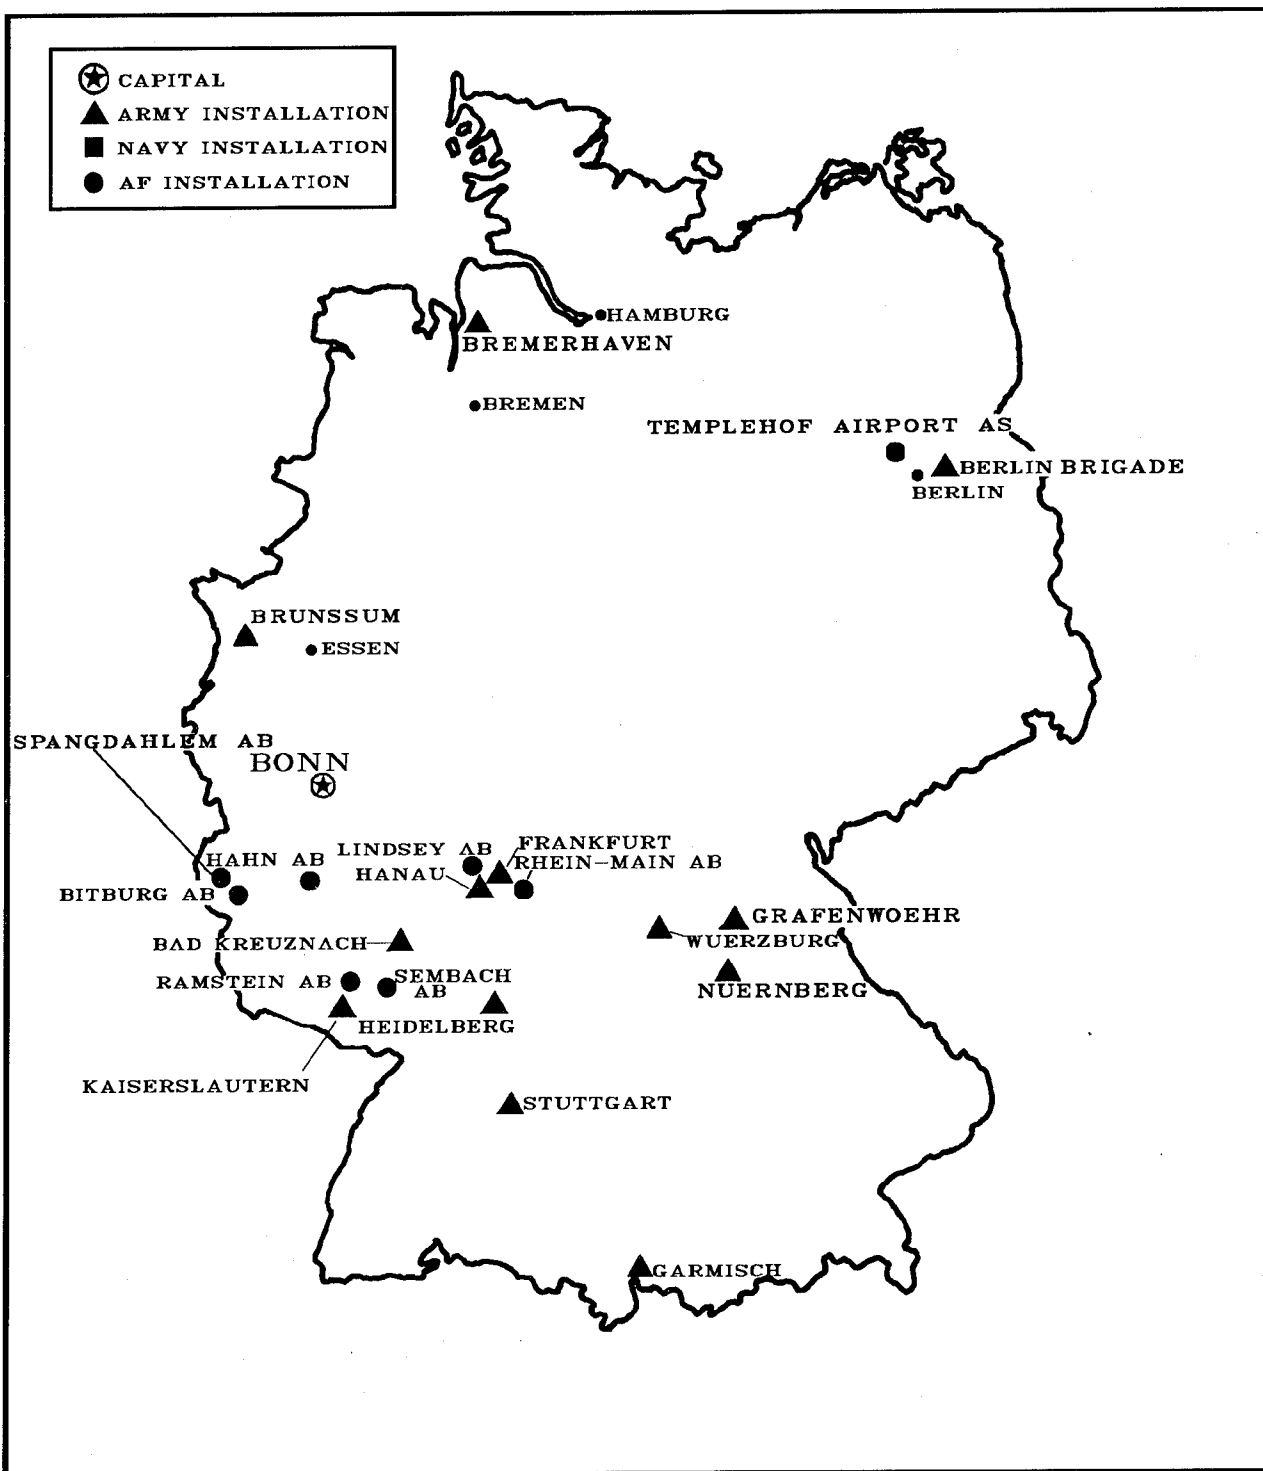 CAPITAL
ARMY INSTALLATION
NAVY INSTALLATION
AF INSTALLATION
HAMBURG
BREMERHAVEN
BREMEN
TEMPLEHOF AIRPORT AS
BERLIN BRIGADE
BERLIN
BRUNSSUM
ESSEN
SPANGDAHLEM AB
BONN
LINDSEY AB
FRANKFURT
HAHN AB
RHEIN-MAIN AB
HANAU
BITBURG AB
GRAFENWOEHR
BAD KREUZNACH
WUERZBURG
RAMSTEIN AB
SEMBACH
AB
NUERNBERG
HEIDELBERG
KAISERSLAUTERN
STUTTGART
GARMISCH